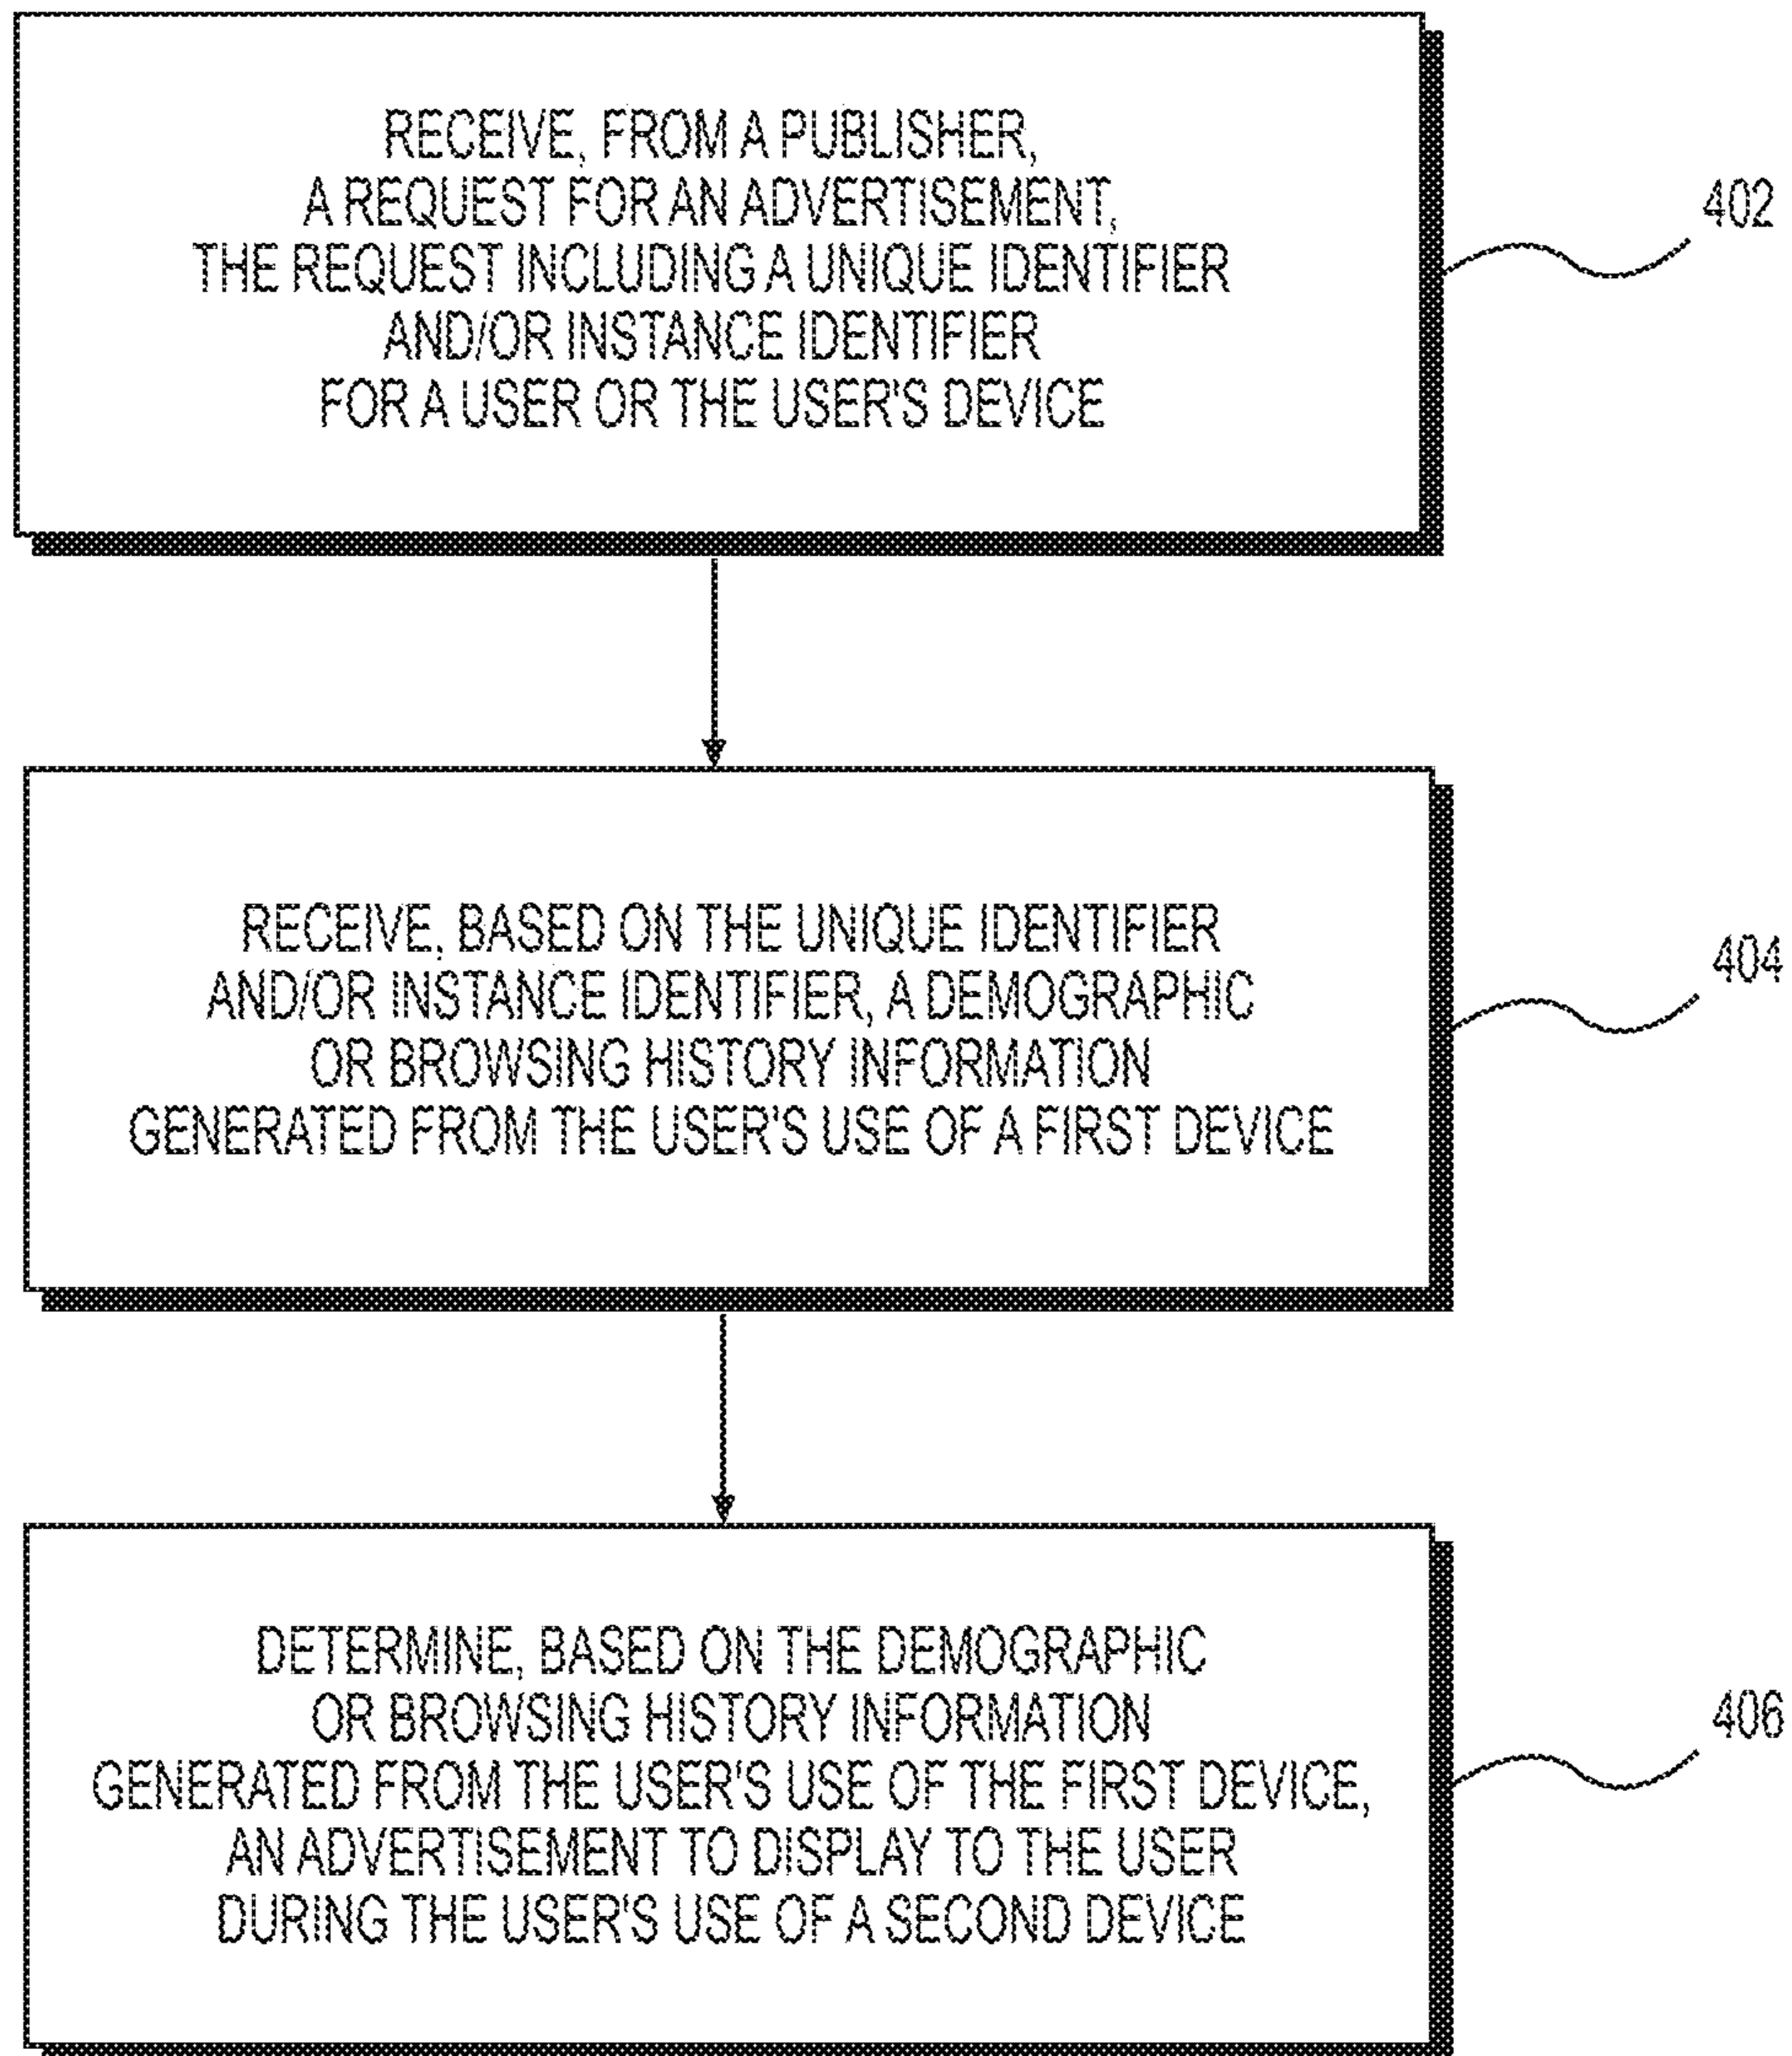 RECEIVE, FROM A PUBLISHER,
A REQUEST FOR AN ADVERTISEMENT,
THE REQUEST INCLUDING A UNIQUE IDENTIFIER
AND/OR INSTANCE IDENTIFIER
FOR A USER OR THE USER'S DEVICE
402
RECEIVE, BASED ON THE UNIQUE IDENTIFIER
AND/OR INSTANCE IDENTIFIER, A DEMOGRAPHIC
OR BROWSING HISTORY INFORMATION
GENERATED FROM THE USER'S USE OF A FIRST DEVICE
404
DETERMINE, BASED ON THE DEMOGRAPHIC
OR BROWSING HISTORY INFORMATION
GENERATED FROM THE USER'S USE OF THE FIRST DEVICE,
AN ADVERTISEMENT TO DISPLAY TO THE USER
DURING THE USER'S USE OF A SECOND DEVICE
406